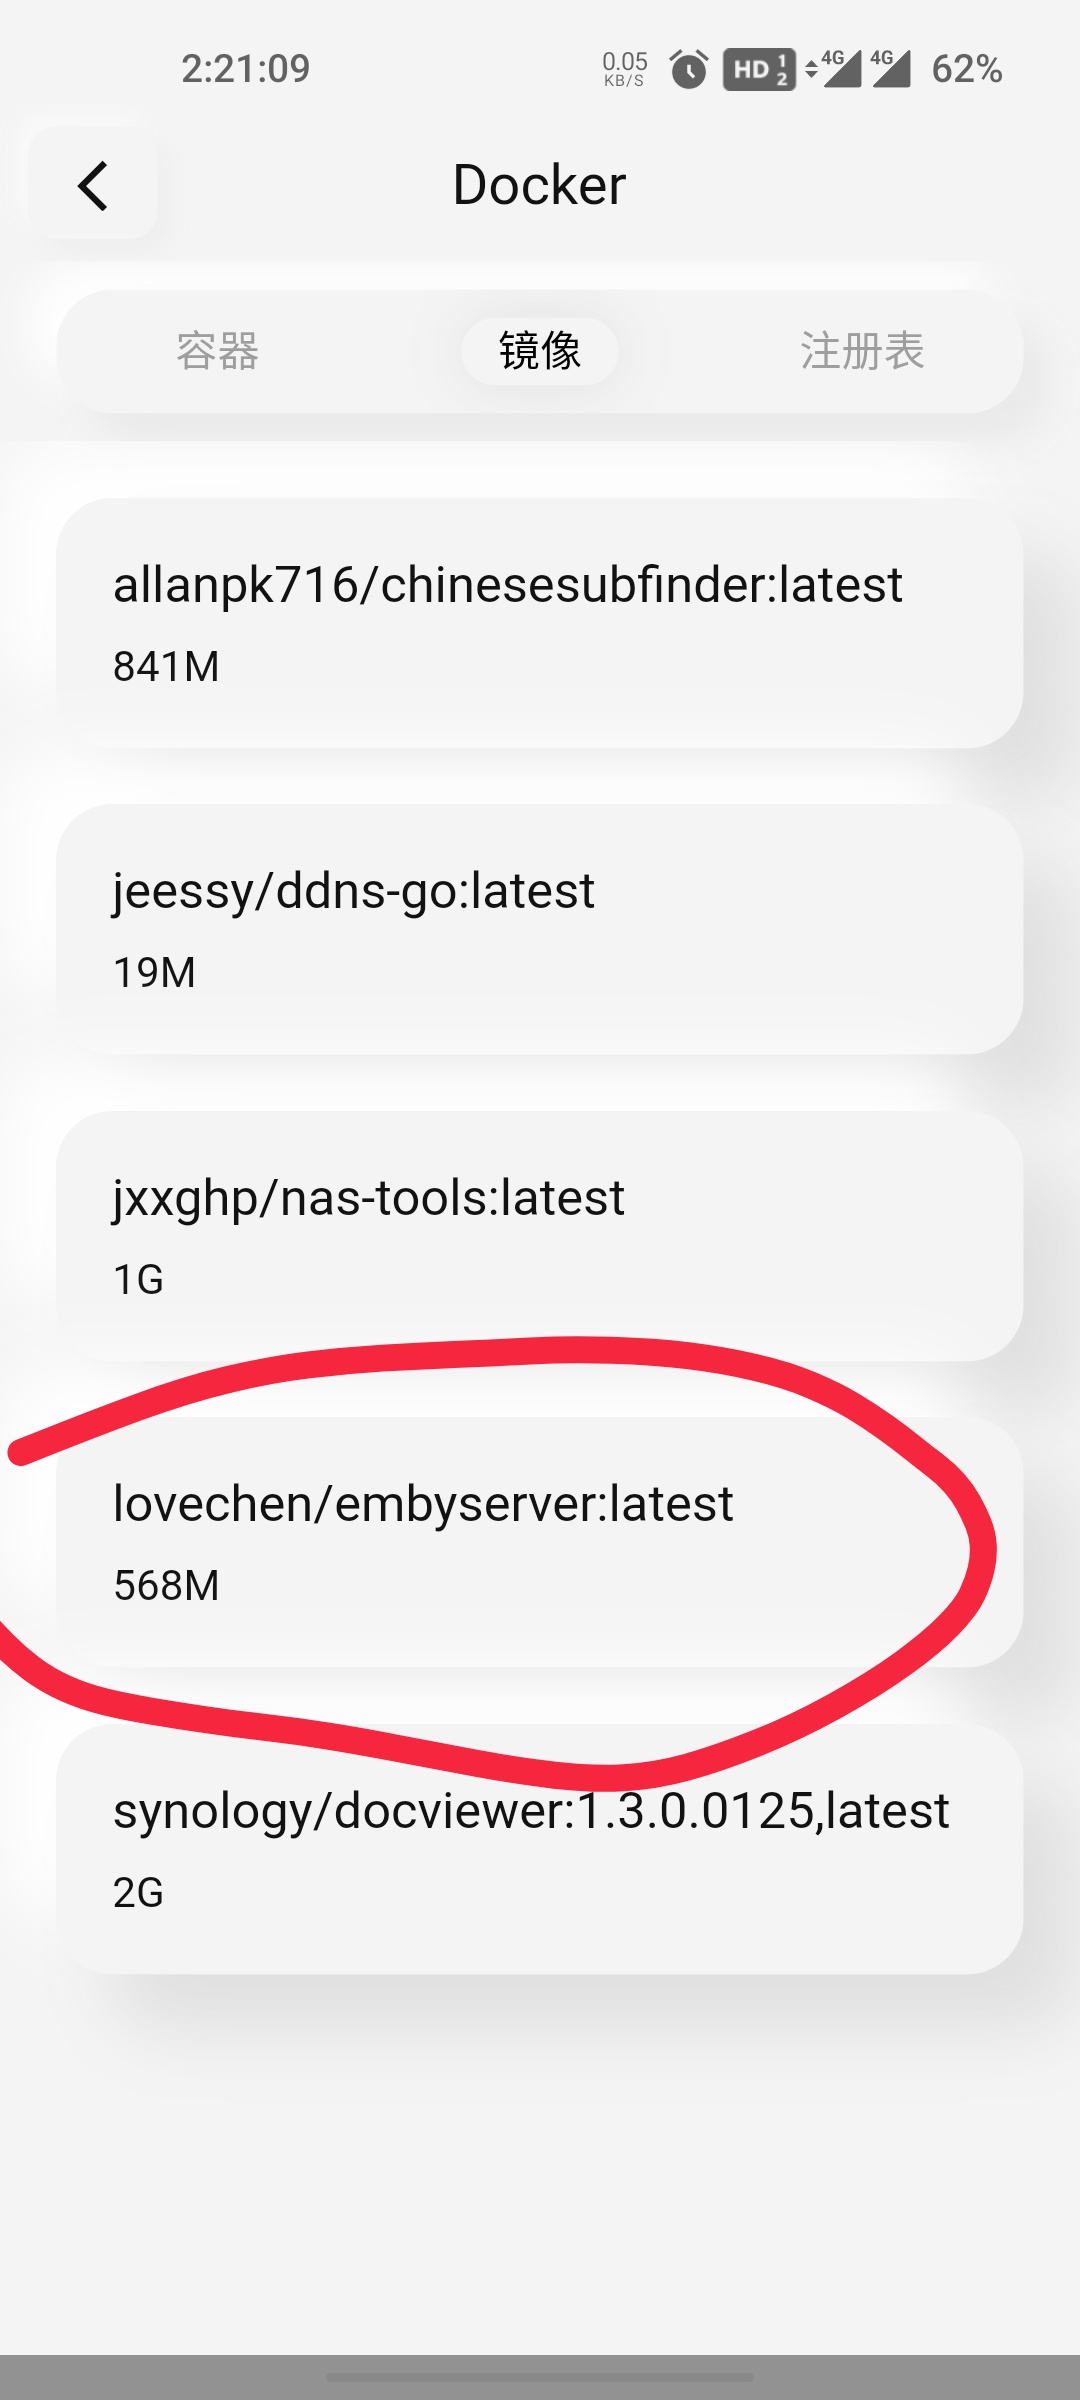 2:21:09 0.05 KB/S HD 1 2 4G 4G 62%
Docker
容器 镜像 注册表
allanpk716/chinesesubfinder:latest
841M
jeessy/ddns-go:latest
19M
jxxghp/nas-tools:latest
1G
lovechen/embyserver:latest
568M
synology/docviewer:1.3.0.0125,latest
2G